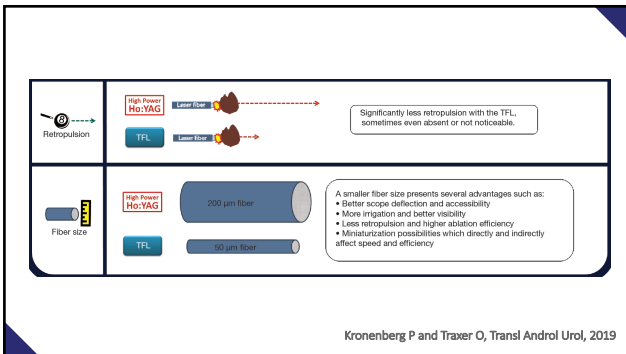 High Power
Ho:YAG
Laser fiber
8
Retropulsion
TFL
Laser fiber
Significantly less retropulsion with the TFL,
sometimes even absent or not noticeable.
Fiber size
High Power
Ho:YAG
200 µm fiber
TFL
50 µm fiber
A smaller fiber size presents several advantages such as:
• Better scope deflection and accessibility
• More irrigation and better visibility
• Less retropulsion and higher ablation efficiency
• Miniaturization possibilities which directly and indirectly
affect speed and efficiency
Kronenberg P and Traxer O, Transl Androl Urol, 2019